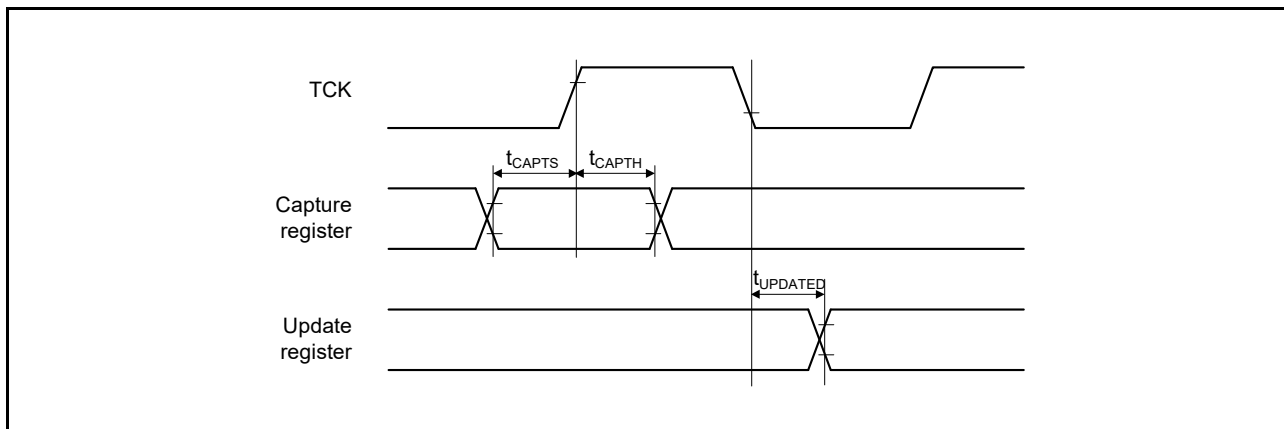 TCK
tCAPTS
tCAPTH
Capture
register
tUPDATED
Update
register